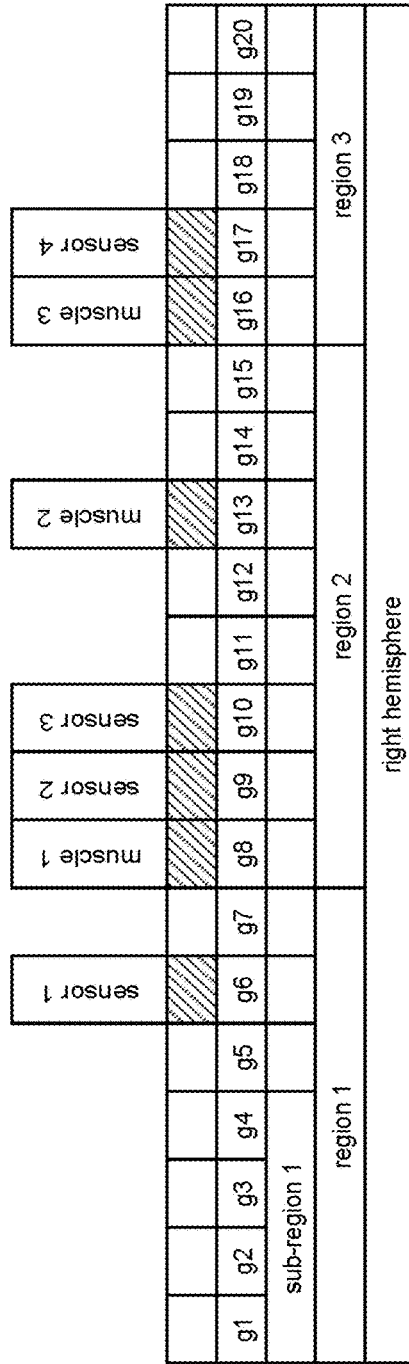 sensor 1
muscle 1
sensor 2
sensor 3
muscle 2
muscle 3
sensor 4
g1 g2 g3 g4 g5 g6 g7 g8 g9 g10 g11 g12 g13 g14 g15 g16 g17 g18 g19 g20
sub-region 1
region 1 region 2 region 3
right hemisphere